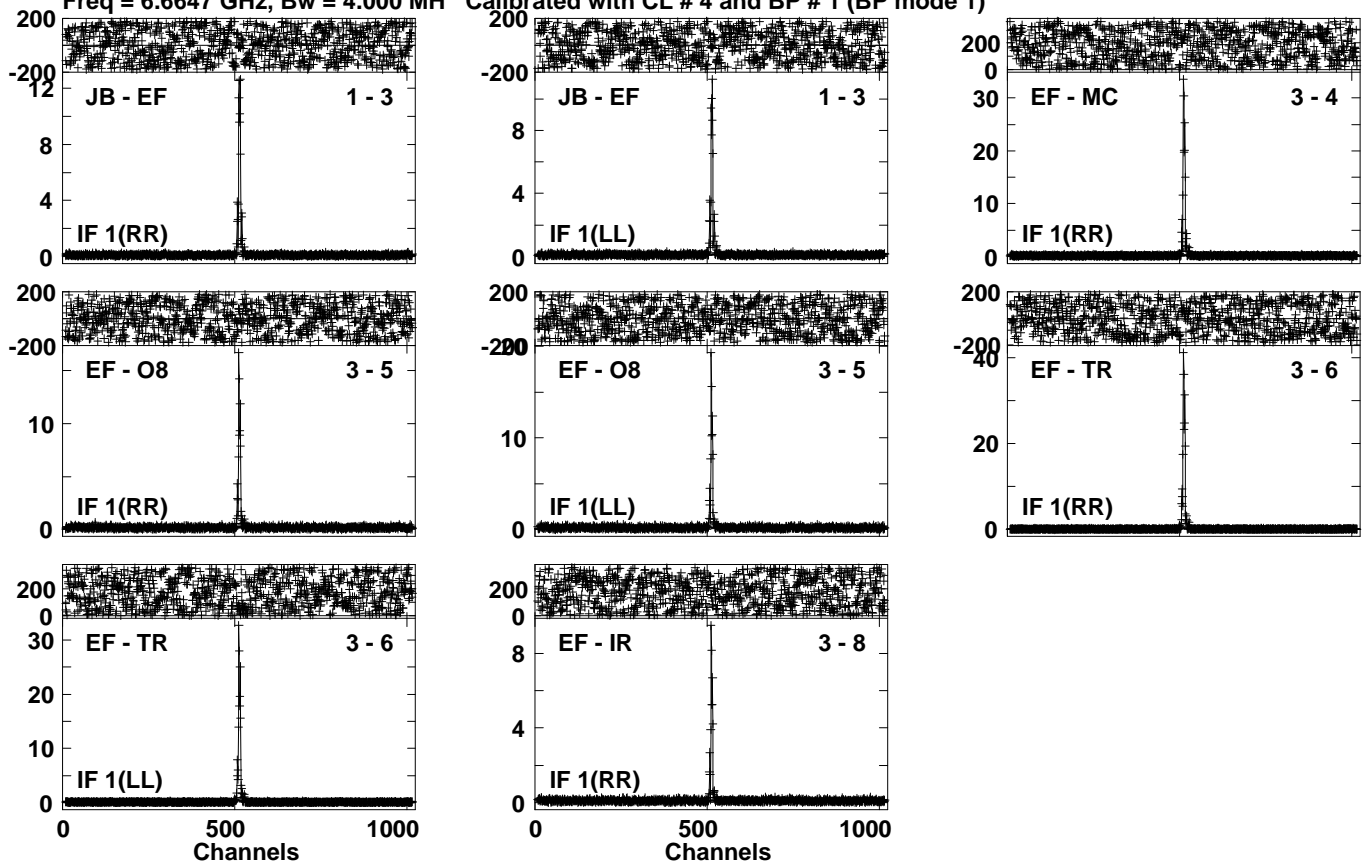 Freq = 6.6647 GHz, Bw = 4.000 MH Calibrated with CL # 4 and BP # 1 (BP mode 1)
200
-200
12
8
4
0
JB - EF 1 - 3
IF 1(RR)
-200
200
8
4
0
JB - EF 1 - 3
IF 1(LL)
200
0
30
20
10
0
EF - MC 3 - 4
IF 1(RR)
200
-200
10
0
EF - O8 3 - 5
IF 1(RR)
200
-200
20
10
0
EF - O8 3 - 5
IF 1(LL)
200
-200
40
20
0
EF - TR 3 - 6
IF 1(RR)
200
0
30
20
10
0
EF - TR 3 - 6
IF 1(LL)
0 500 1000
Channels
200
0
8
4
0
EF - IR 3 - 8
IF 1(RR)
0 500 1000
Channels